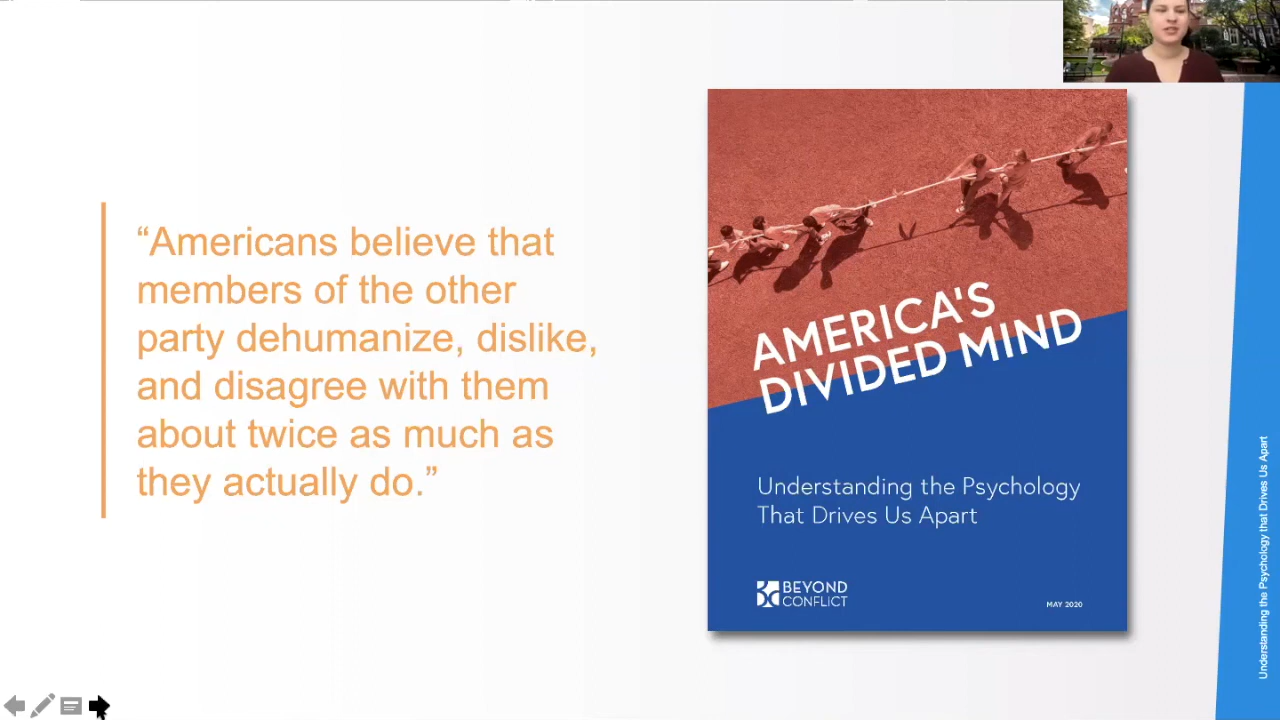 “Americans believe that
members of the other
party dehumanize, dislike,
and disagree with them
about twice as much as
they actually do.”
AMERICA'S
DIVIDED MIND
Understanding the Psychology
That Drives Us Apart
BEYOND
CONFLICT
MAY 2020
Understanding the Psychology that Drives Us Apart